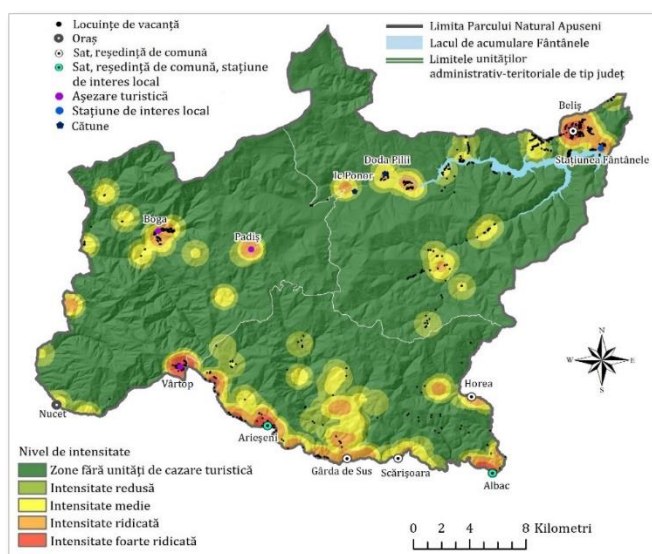 Locuințe de vacanță
Oraș
Sat, reședință de comună
Sat, reședință de comună, stațiune
de interes local
Așezare turistică
Stațiune de interes local
Cătune
Limita Parcului Natural Apuseni
Lacul de acumulare Fântânele
Limitele unităților
administrativ-teritoriale de tip județ
Beliș
Stațiunea Fântânele
Doda Pilii
Ic Ponor
Boga
Padiș
N
W
E
S
Vârtop
Horea
Nucet
Arieșeni
Gârda de Sus
Scărișoara
Albac
Nivel de intensitate
Zone fără unități de cazare turistică
Intensitate redusă
Intensitate medie
Intensitate ridicată
Intensitate foarte ridicată
0 2 4 8 Kilometri